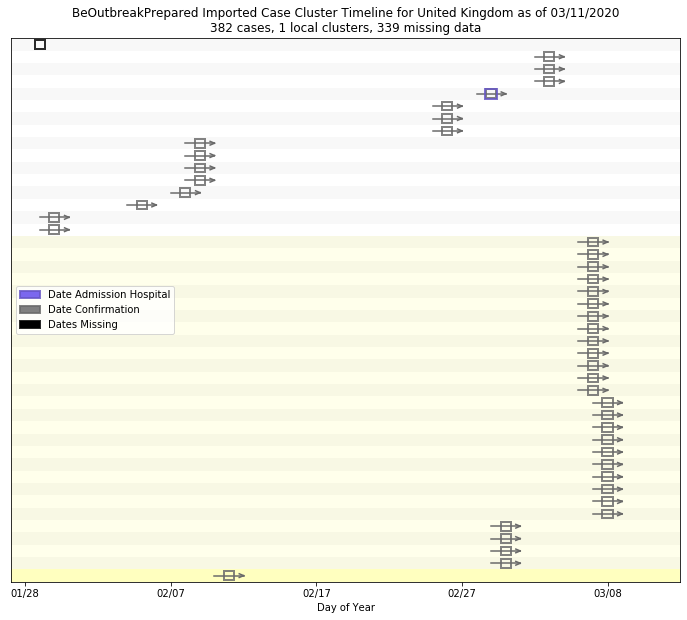 BeOutbreakPrepared Imported Case Cluster Timeline for United Kingdom as of 03/11/2020
382 cases, 1 local clusters, 339 missing data
Date Admission Hospital
Date Confirmation
Dates Missing
01/28 02/07 02/17 02/27 03/08
Day of Year